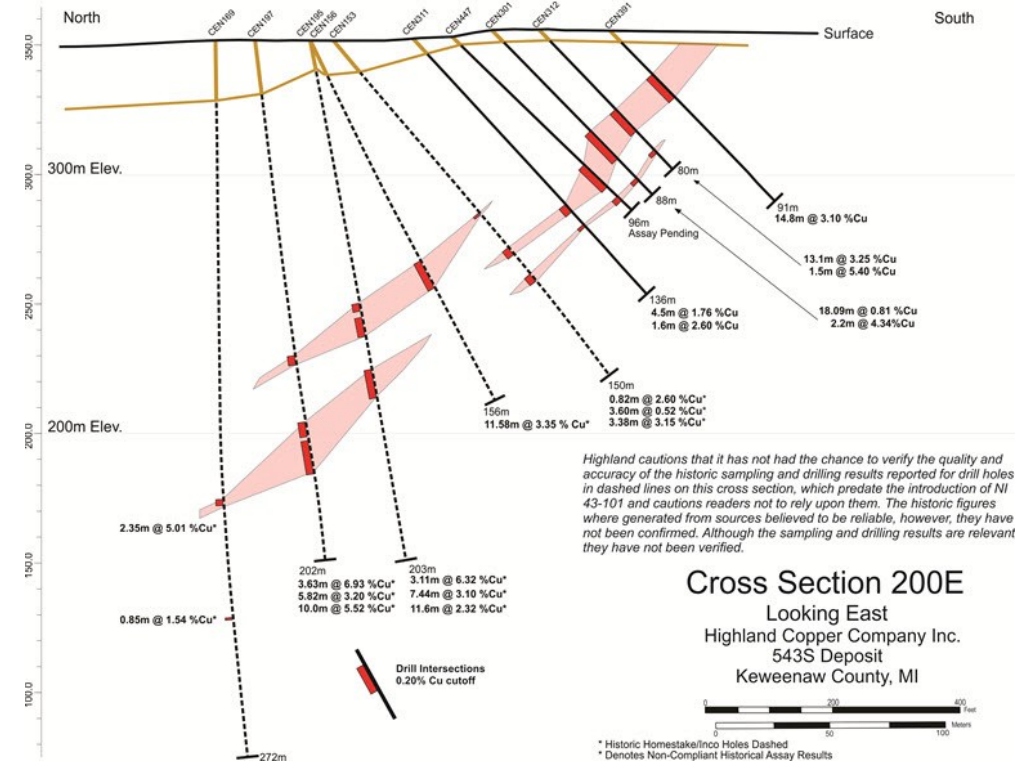 North
South
CEN169
CEN197
CEN195
CEN156
CEN153
CEN311
CEN447
CEN301
CEN312
CEN391
Surface
350.0
300m Elev.
300.0
80m
88m
96m
Assay Pending
91m
14.8m @ 3.10 %Cu
13.1m @ 3.25 %Cu
1.5m @ 5.40 %Cu
250.0
136m
4.5m @ 1.76 %Cu
1.6m @ 2.60 %Cu
18.09m @ 0.81 %Cu
2.2m @ 4.34%Cu
150m
0.82m @ 2.60 %Cu*
3.60m @ 0.52 %Cu*
3.38m @ 3.15 %Cu*
156m
11.58m @ 3.35 % Cu*
200m Elev.
200.0
Highland cautions that it has not had the chance to verify the quality and
accuracy of the historic sampling and drilling results reported for drill holes
in dashed lines on this cross section, which predate the introduction of NI
43-101 and cautions readers not to rely upon them. The historic figures
where generated from sources believed to be reliable, however, they have
not been confirmed. Although the sampling and drilling results are relevant
they have not been verified.
2.35m @ 5.01 %Cu*
150.0
202m
3.63m @ 6.93 %Cu*
5.82m @ 3.20 %Cu*
10.0m @ 5.52 %Cu*
203m
3.11m @ 6.32 %Cu*
7.44m @ 3.10 %Cu*
11.6m @ 2.32 %Cu*
0.85m @ 1.54 %Cu*
Drill Intersections
0.20% Cu cutoff
100.0
272m
Cross Section 200E
Looking East
Highland Copper Company Inc.
543S Deposit
Keweenaw County, MI
0 200 400
Feet
Meters
0 50 100
* Historic Homestake/Inco Holes Dashed
* Denotes Non-Compliant Historical Assay Results